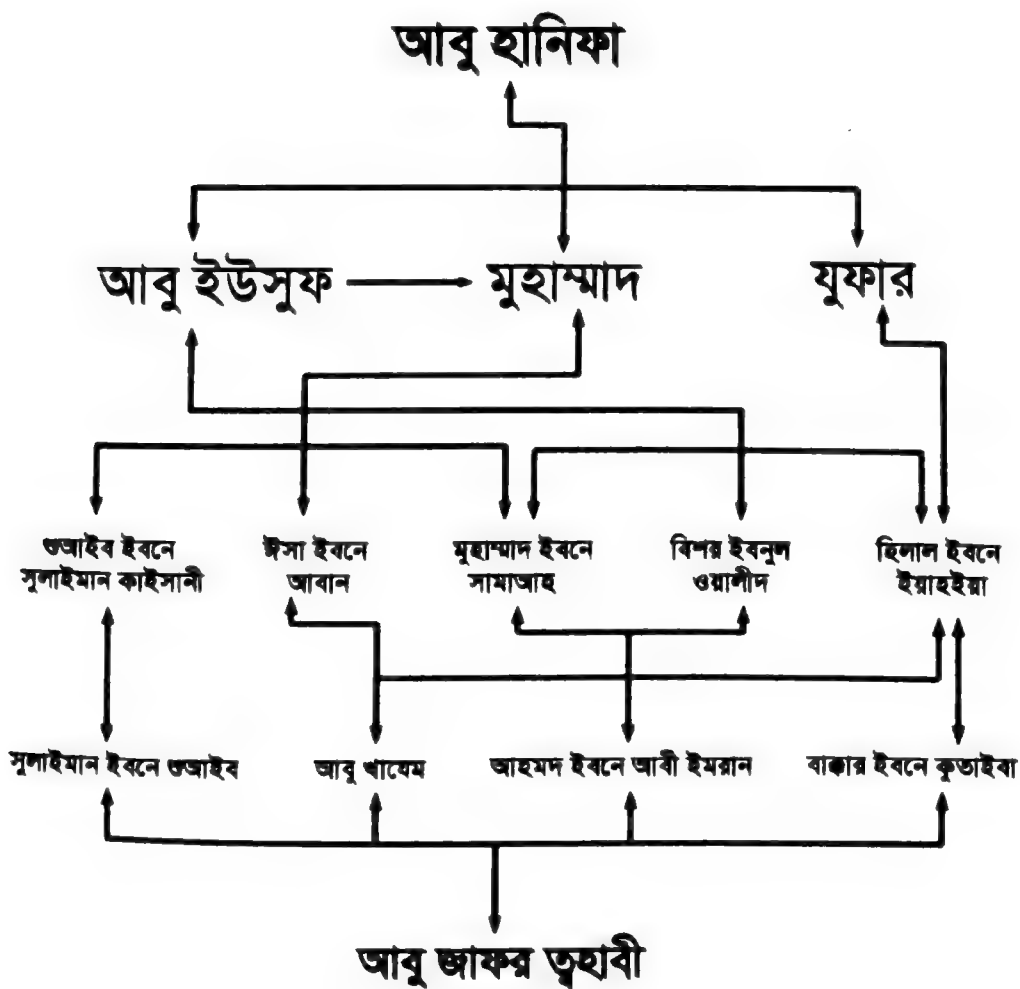 আবু হানিফা
আবু ইউসুফ
মুহাম্মাদ
যুফার
শুআইব ইবনে
সুলাইমান কাইসানী
ঈসা ইবনে
আবান
মুহাম্মাদ ইবনে
সামাআহ
বিশর ইবনুল
ওয়ালীদ
হিলাল ইবনে
ইয়াহইয়া
সুলাইমান ইবনে শুআইব
আবু খাযেম
আহমদ ইবনে আবী ইমরান
বাক্কার ইবনে কুতাইবা
আবু জাফর ত্বহাবী